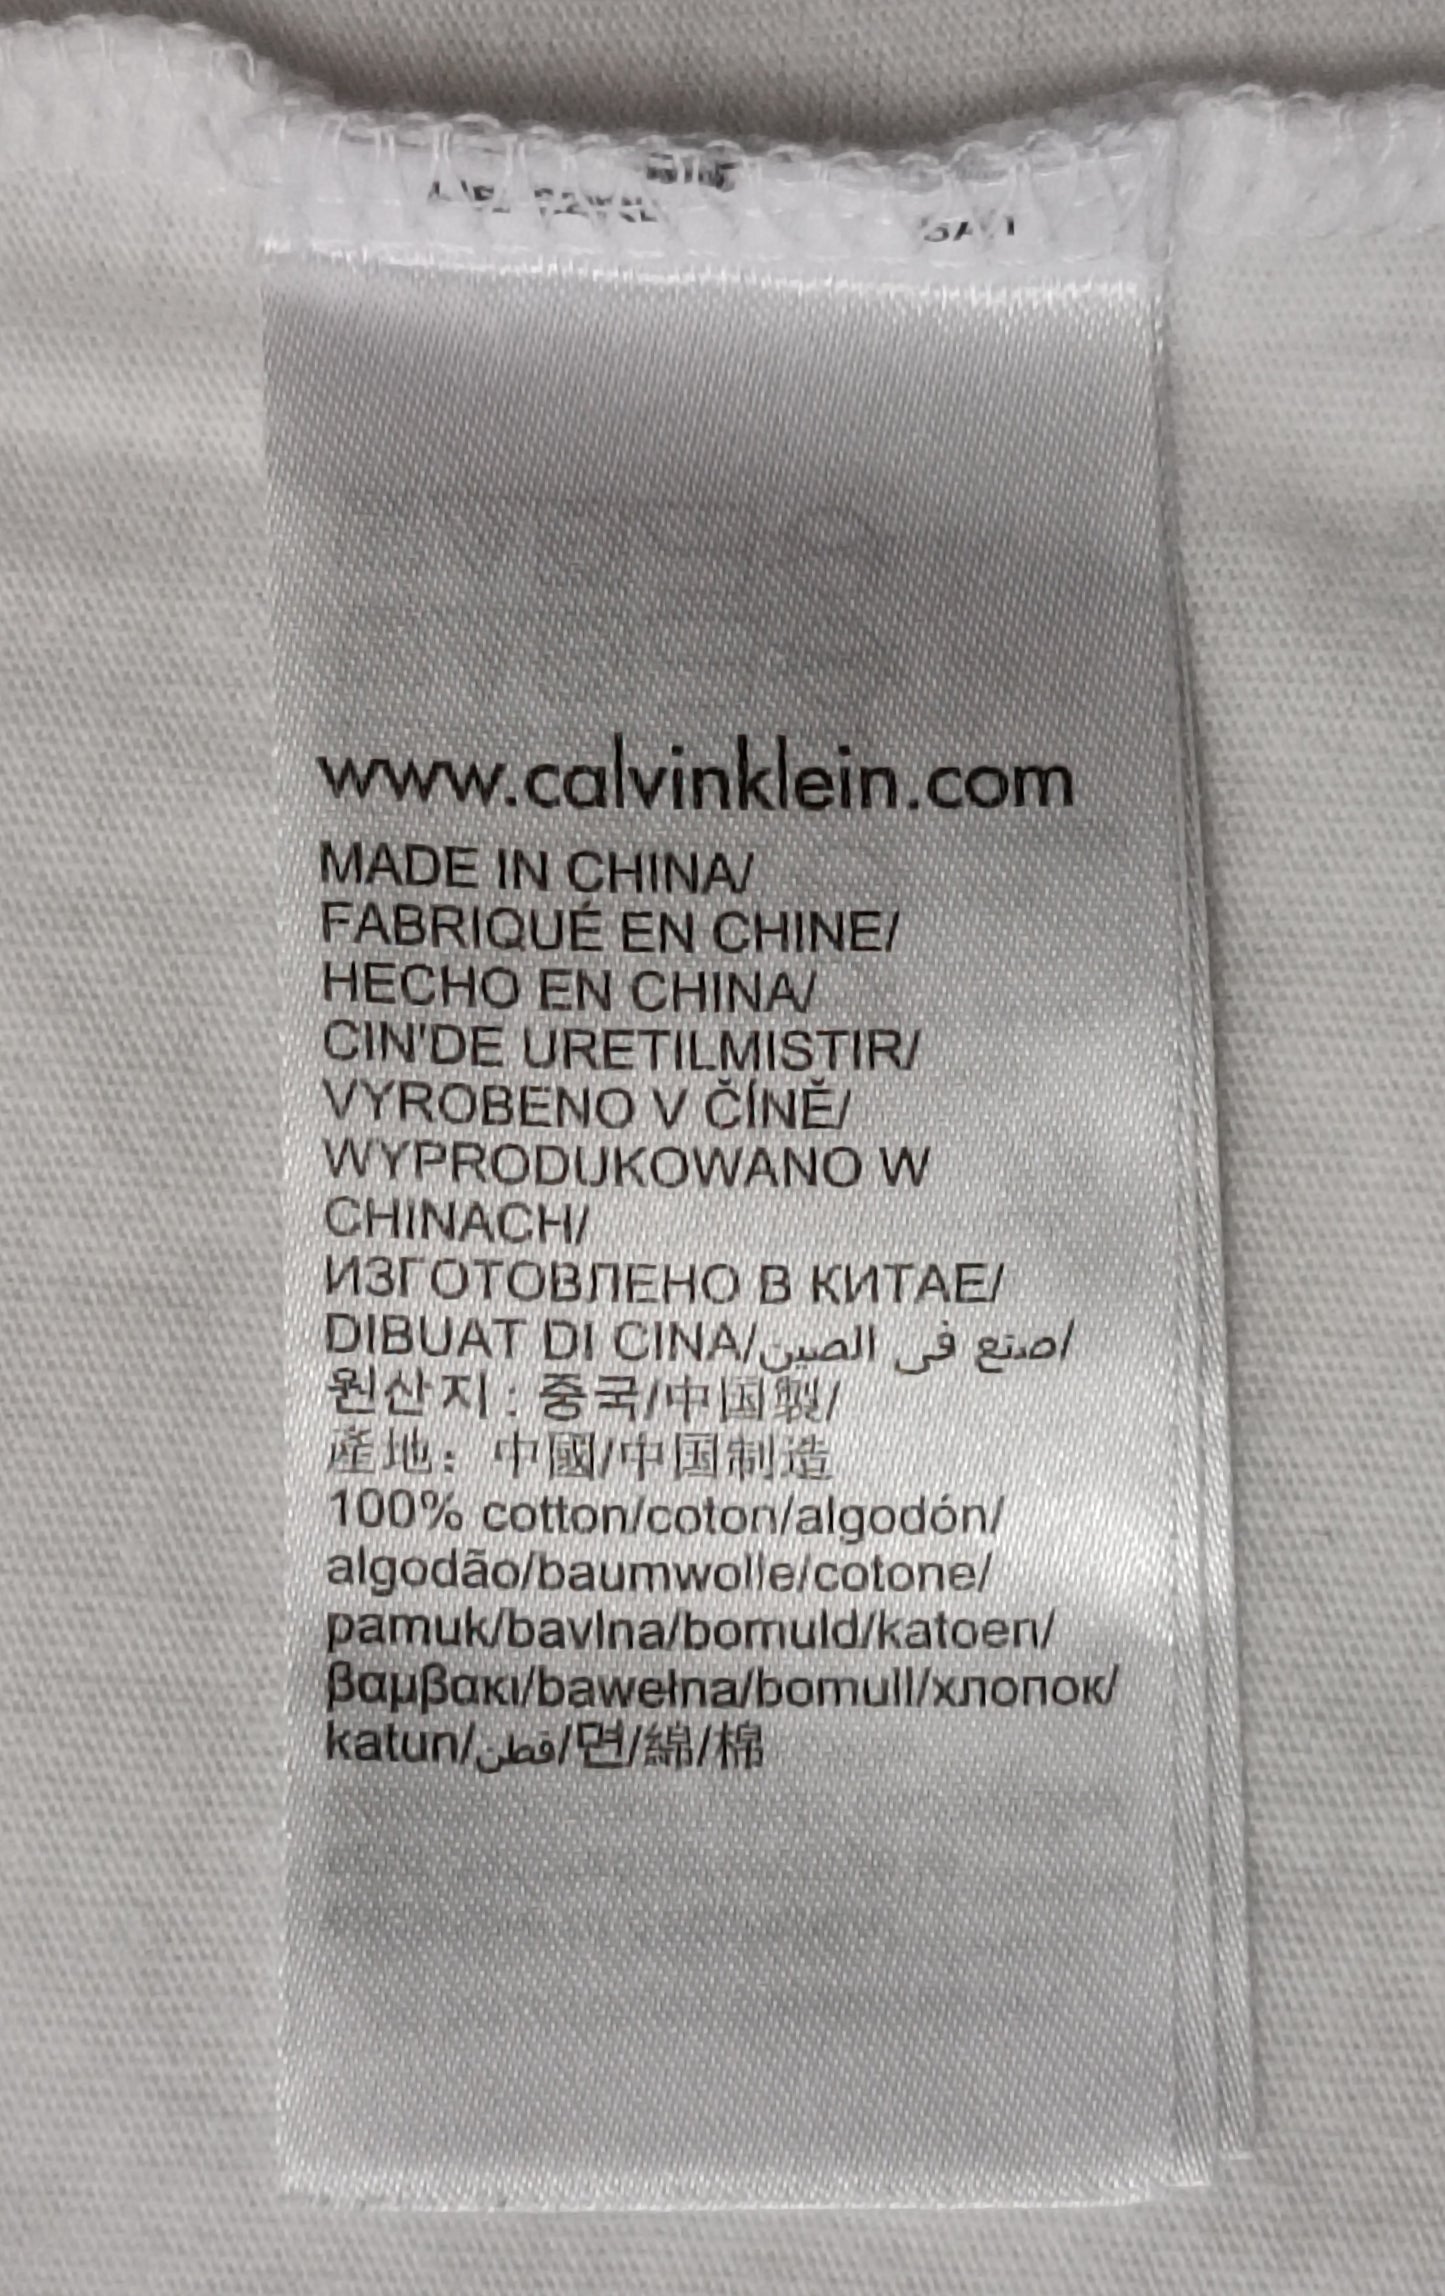 www.calvinklein.com
MADE IN CHINA/
FABRIQUÉ EN CHINE/
HECHO EN CHINA/
CIN'DE URETILMISTIR/
VYROBENO V ČÍNĚ/
WYPRODUKOWANO W
CHINACH/
ИЗГОТОВЛЕНО В КИТАЕ/
DIBUAT DI CINA/صنع في الصين/
원산지 : 중국/中国製/
產地：中國/中国制造
100% cotton/coton/algodón/
algodão/baumwolle/cotone/
pamuk/bavlna/bomuld/katoen/
βαμβακι/bawełna/bomull/хлопок/
katun/قطن/면/綿/棉